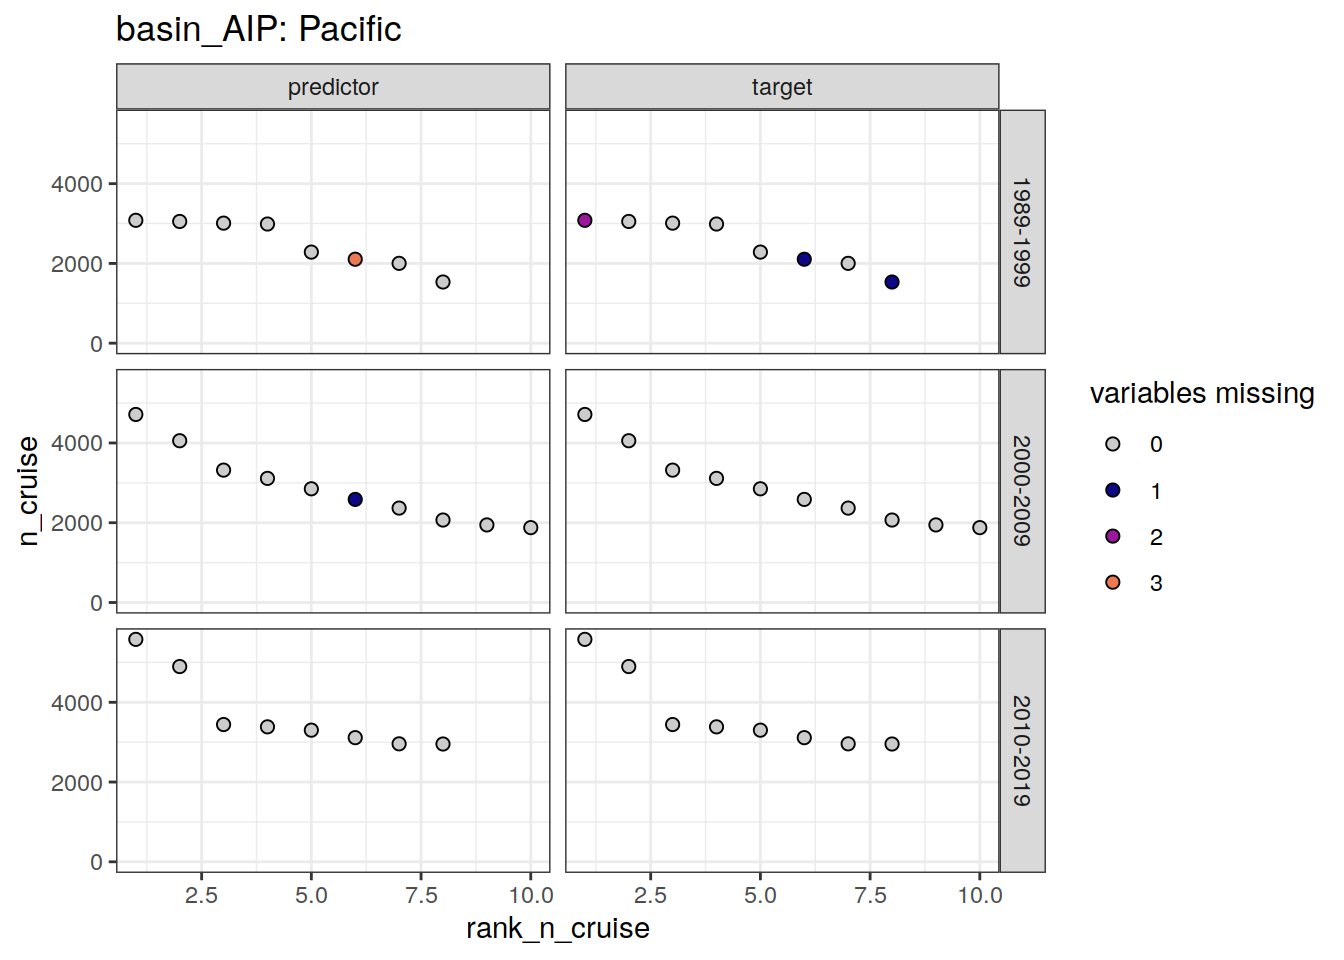 basin_AIP: Pacific
predictor
target
4000
2000
0
1989-1999
4000
2000
0
2000-2009
4000
2000
0
2010-2019
2.5 5.0 7.5 10.0
2.5 5.0 7.5 10.0
rank_n_cruise
n_cruise
variables missing
0
1
2
3